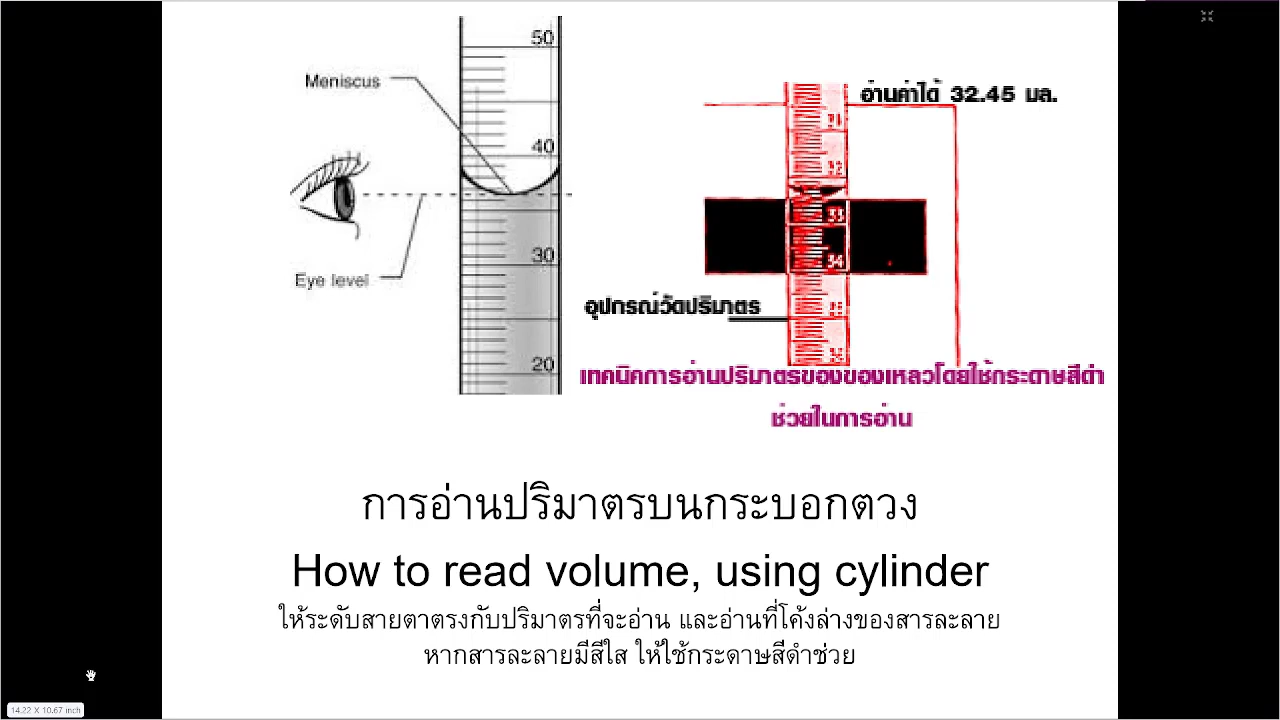 50
Meniscus
อ่านค่าได้ 32.45 มล.
31
40
32
33
30
34
Eye level
อุปกรณ์วัดปริมาตร
20
เทคนิคการอ่านปริมาตรของของเหลวโดยใช้กระดาษสีดำ
ช่วยในการอ่าน
การอ่านปริมาตรบนกระบอกตวง
How to read volume, using cylinder
ให้ระดับสายตาตรงกับปริมาตรที่จะอ่าน และอ่านที่โค้งล่างของสารละลาย
หากสารละลายมีสีใส ให้ใช้กระดาษสีดำช่วย
14.22 X 10.67 inch